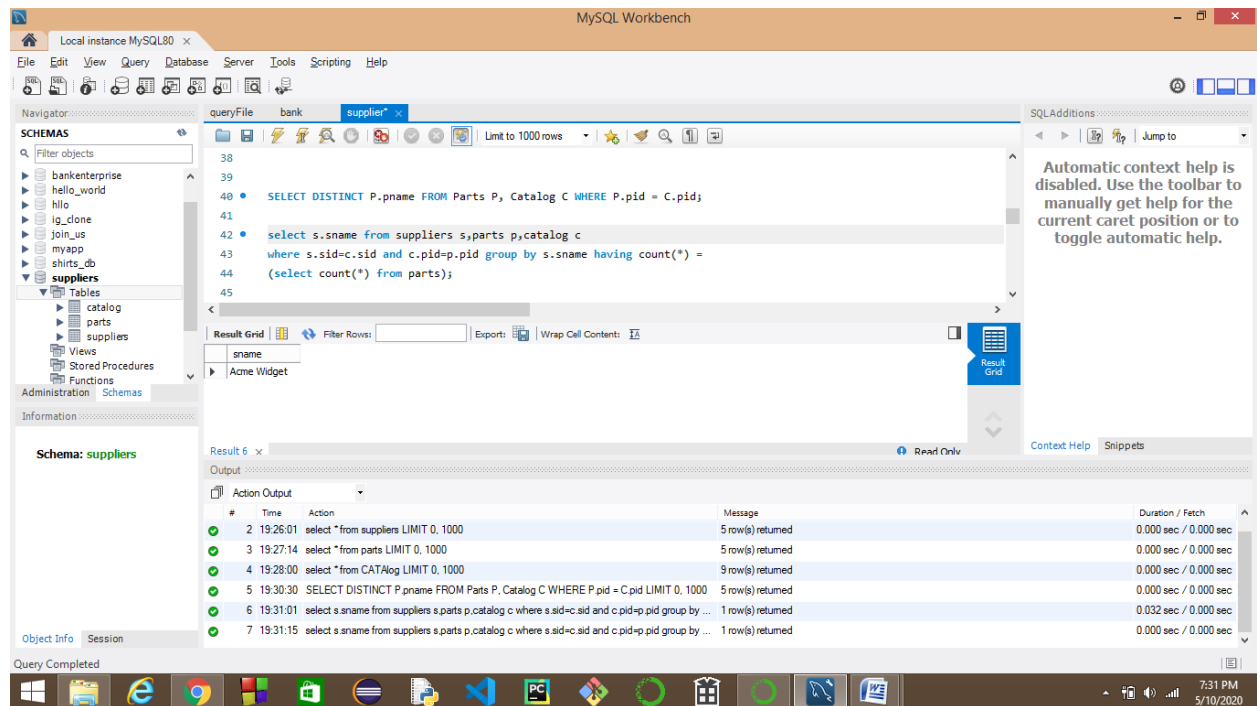 MySQL Workbench
Local instance MySQL80
File Edit View Query Database Server Tools Scripting Help
Navigator
SCHEMAS
Filter objects
bankenterprise
hello_world
hllo
ig_clone
join_us
myapp
shirts_db
suppliers
Tables
catalog
parts
suppliers
Views
Stored Procedures
Functions
Administration Schemas
Information
Schema: suppliers
Object Info Session
queryFile bank supplier*
Limit to 1000 rows
38
39
40 SELECT DISTINCT P.pname FROM Parts P, Catalog C WHERE P.pid = C.pid;
41
42 select s.sname from suppliers s,parts p,catalog c
43 where s.sid=c.sid and c.pid=p.pid group by s.sname having count(*) =
44 (select count(*) from parts);
45
Result Grid Filter Rows: Export: Wrap Cell Content:
sname
Acme Widget
Result
Grid
Result 6 Read Only
SQLAdditions
Jump to
Automatic context help is
disabled. Use the toolbar to
manually get help for the
current caret position or to
toggle automatic help.
Context Help Snippets
Output
Action Output
# Time Action Message Duration / Fetch
2 19:26:01 select * from suppliers LIMIT 0, 1000 5 row(s) returned 0.000 sec / 0.000 sec
3 19:27:14 select * from parts LIMIT 0, 1000 5 row(s) returned 0.000 sec / 0.000 sec
4 19:28:00 select * from CATAlog LIMIT 0, 1000 9 row(s) returned 0.000 sec / 0.000 sec
5 19:30:30 SELECT DISTINCT P.pname FROM Parts P, Catalog C WHERE P.pid = C.pid LIMIT 0, 1000 5 row(s) returned 0.000 sec / 0.000 sec
6 19:31:01 select s.sname from suppliers s,parts p,catalog c where s.sid=c.sid and c.pid=p.pid group by ... 1 row(s) returned 0.032 sec / 0.000 sec
7 19:31:15 select s.sname from suppliers s,parts p,catalog c where s.sid=c.sid and c.pid=p.pid group by ... 1 row(s) returned 0.000 sec / 0.000 sec
Query Completed
PC
7:31 PM
5/10/2020